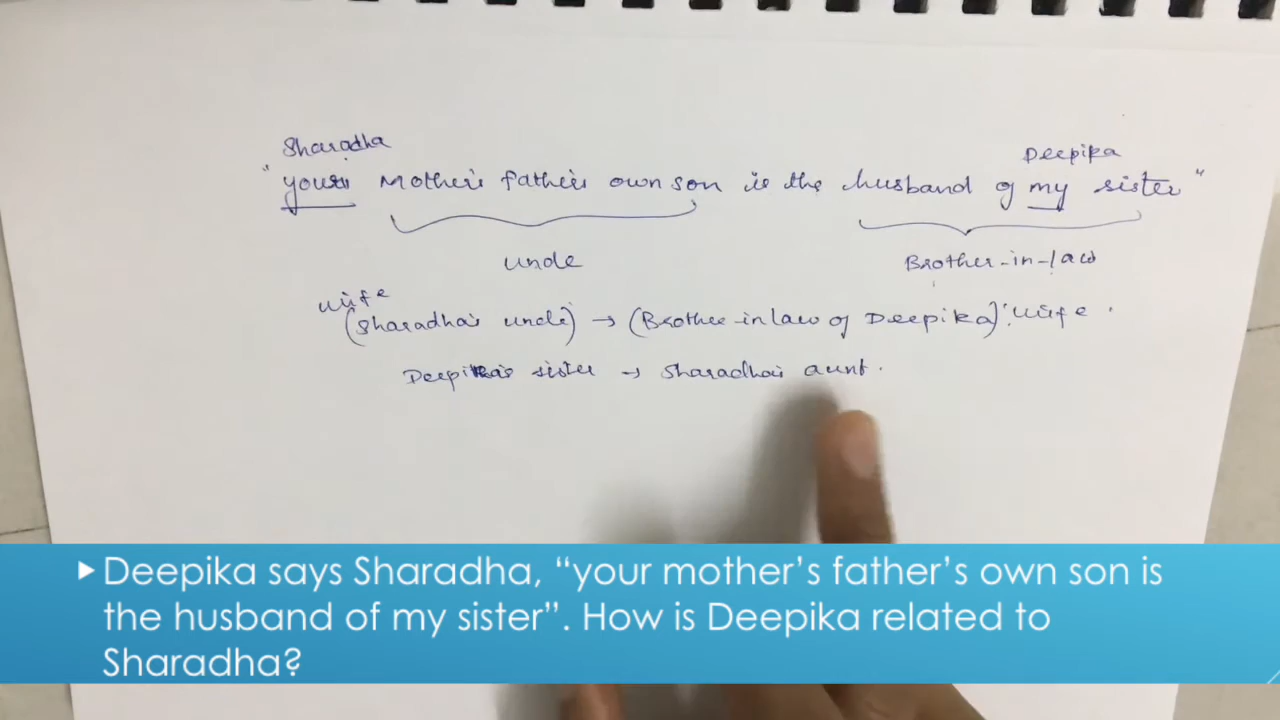 Sharadha
Deepika
"your Mother's father's own son is the husband of my sister"
uncle
Brother-in-law
wife
(Sharadha's uncle) → (Brother-in law of Deepika)'s wife.
Deepika's sister → Sharadha's aunt.
Deepika says Sharadha, “your mother’s father’s own son is
the husband of my sister”. How is Deepika related to
Sharadha?